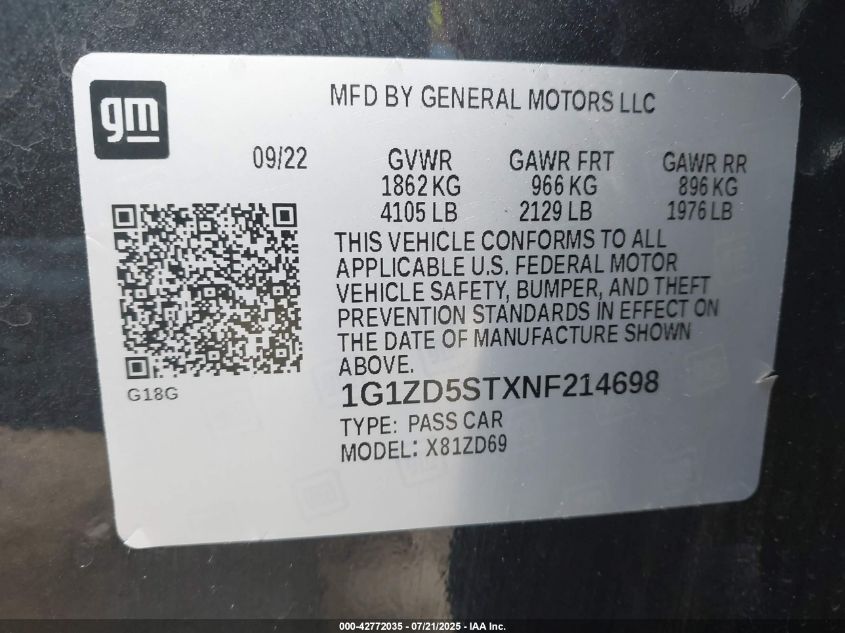 gm
MFD BY GENERAL MOTORS LLC
09/22 GVWR GAWR FRT GAWR RR
1862 KG 966 KG 896 KG
4105 LB 2129 LB 1976 LB
THIS VEHICLE CONFORMS TO ALL
APPLICABLE U.S. FEDERAL MOTOR
VEHICLE SAFETY, BUMPER, AND THEFT
PREVENTION STANDARDS IN EFFECT ON
THE DATE OF MANUFACTURE SHOWN
ABOVE.
G18G
1G1ZD5STXNF214698
TYPE: PASS CAR
MODEL: X81ZD69
000-42772035 - 07/21/2025 - IAA Inc.